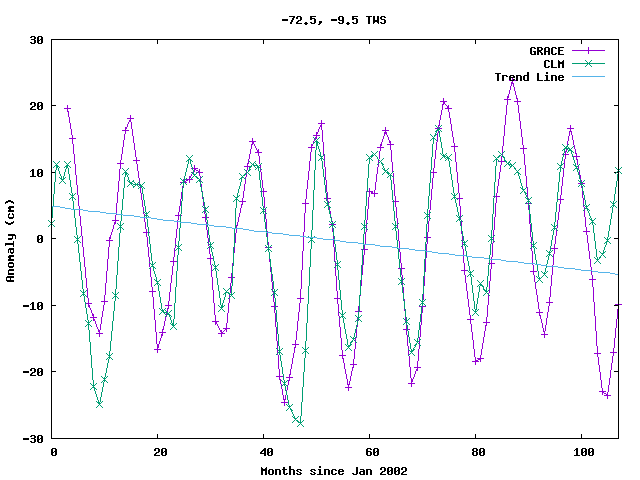 -72.5, -9.5 TWS
GRACE
CLM
Trend Line
30
20
10
0
-10
-20
-30
Anomaly (cm)
0 20 40 60 80 100
Months since Jan 2002